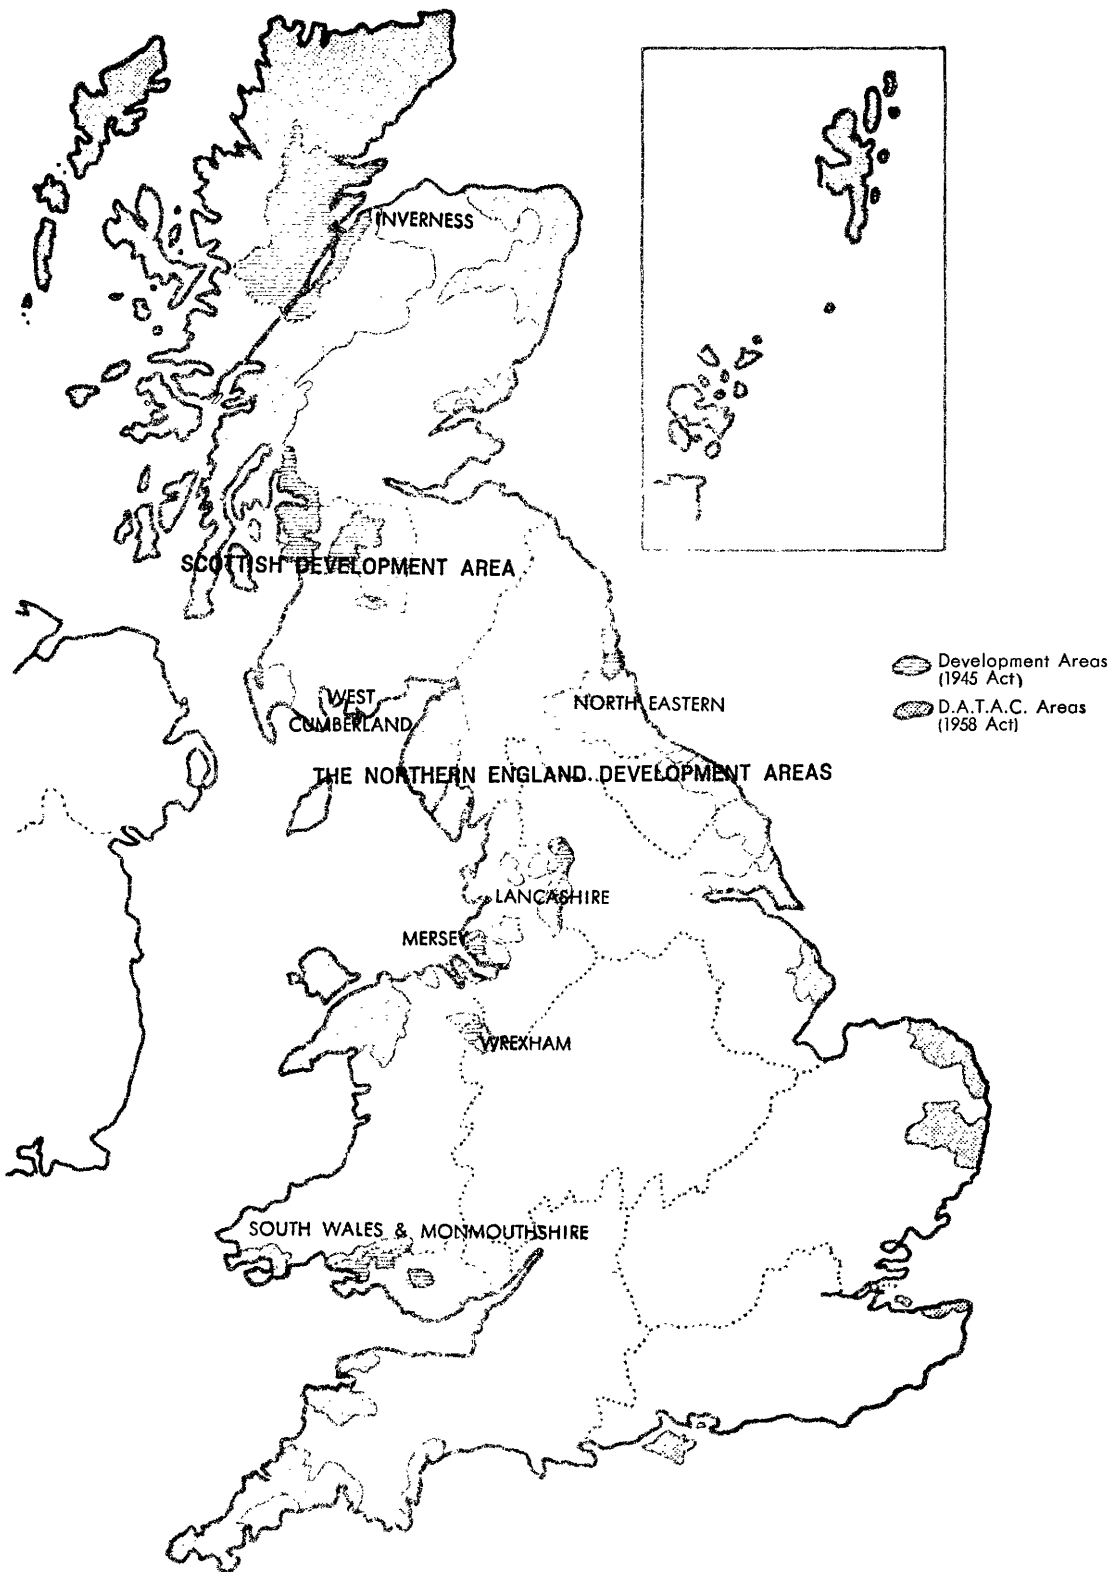 INVERNESS
SCOTTISH DEVELOPMENT AREA
Development Areas
(1945 Act)
D.A.T.A.C. Areas
(1958 Act)
WEST
CUMBERLAND
NORTH EASTERN
THE NORTHERN ENGLAND DEVELOPMENT AREAS
LANCASHIRE
MERSEY
WREXHAM
SOUTH WALES & MONMOUTHSHIRE